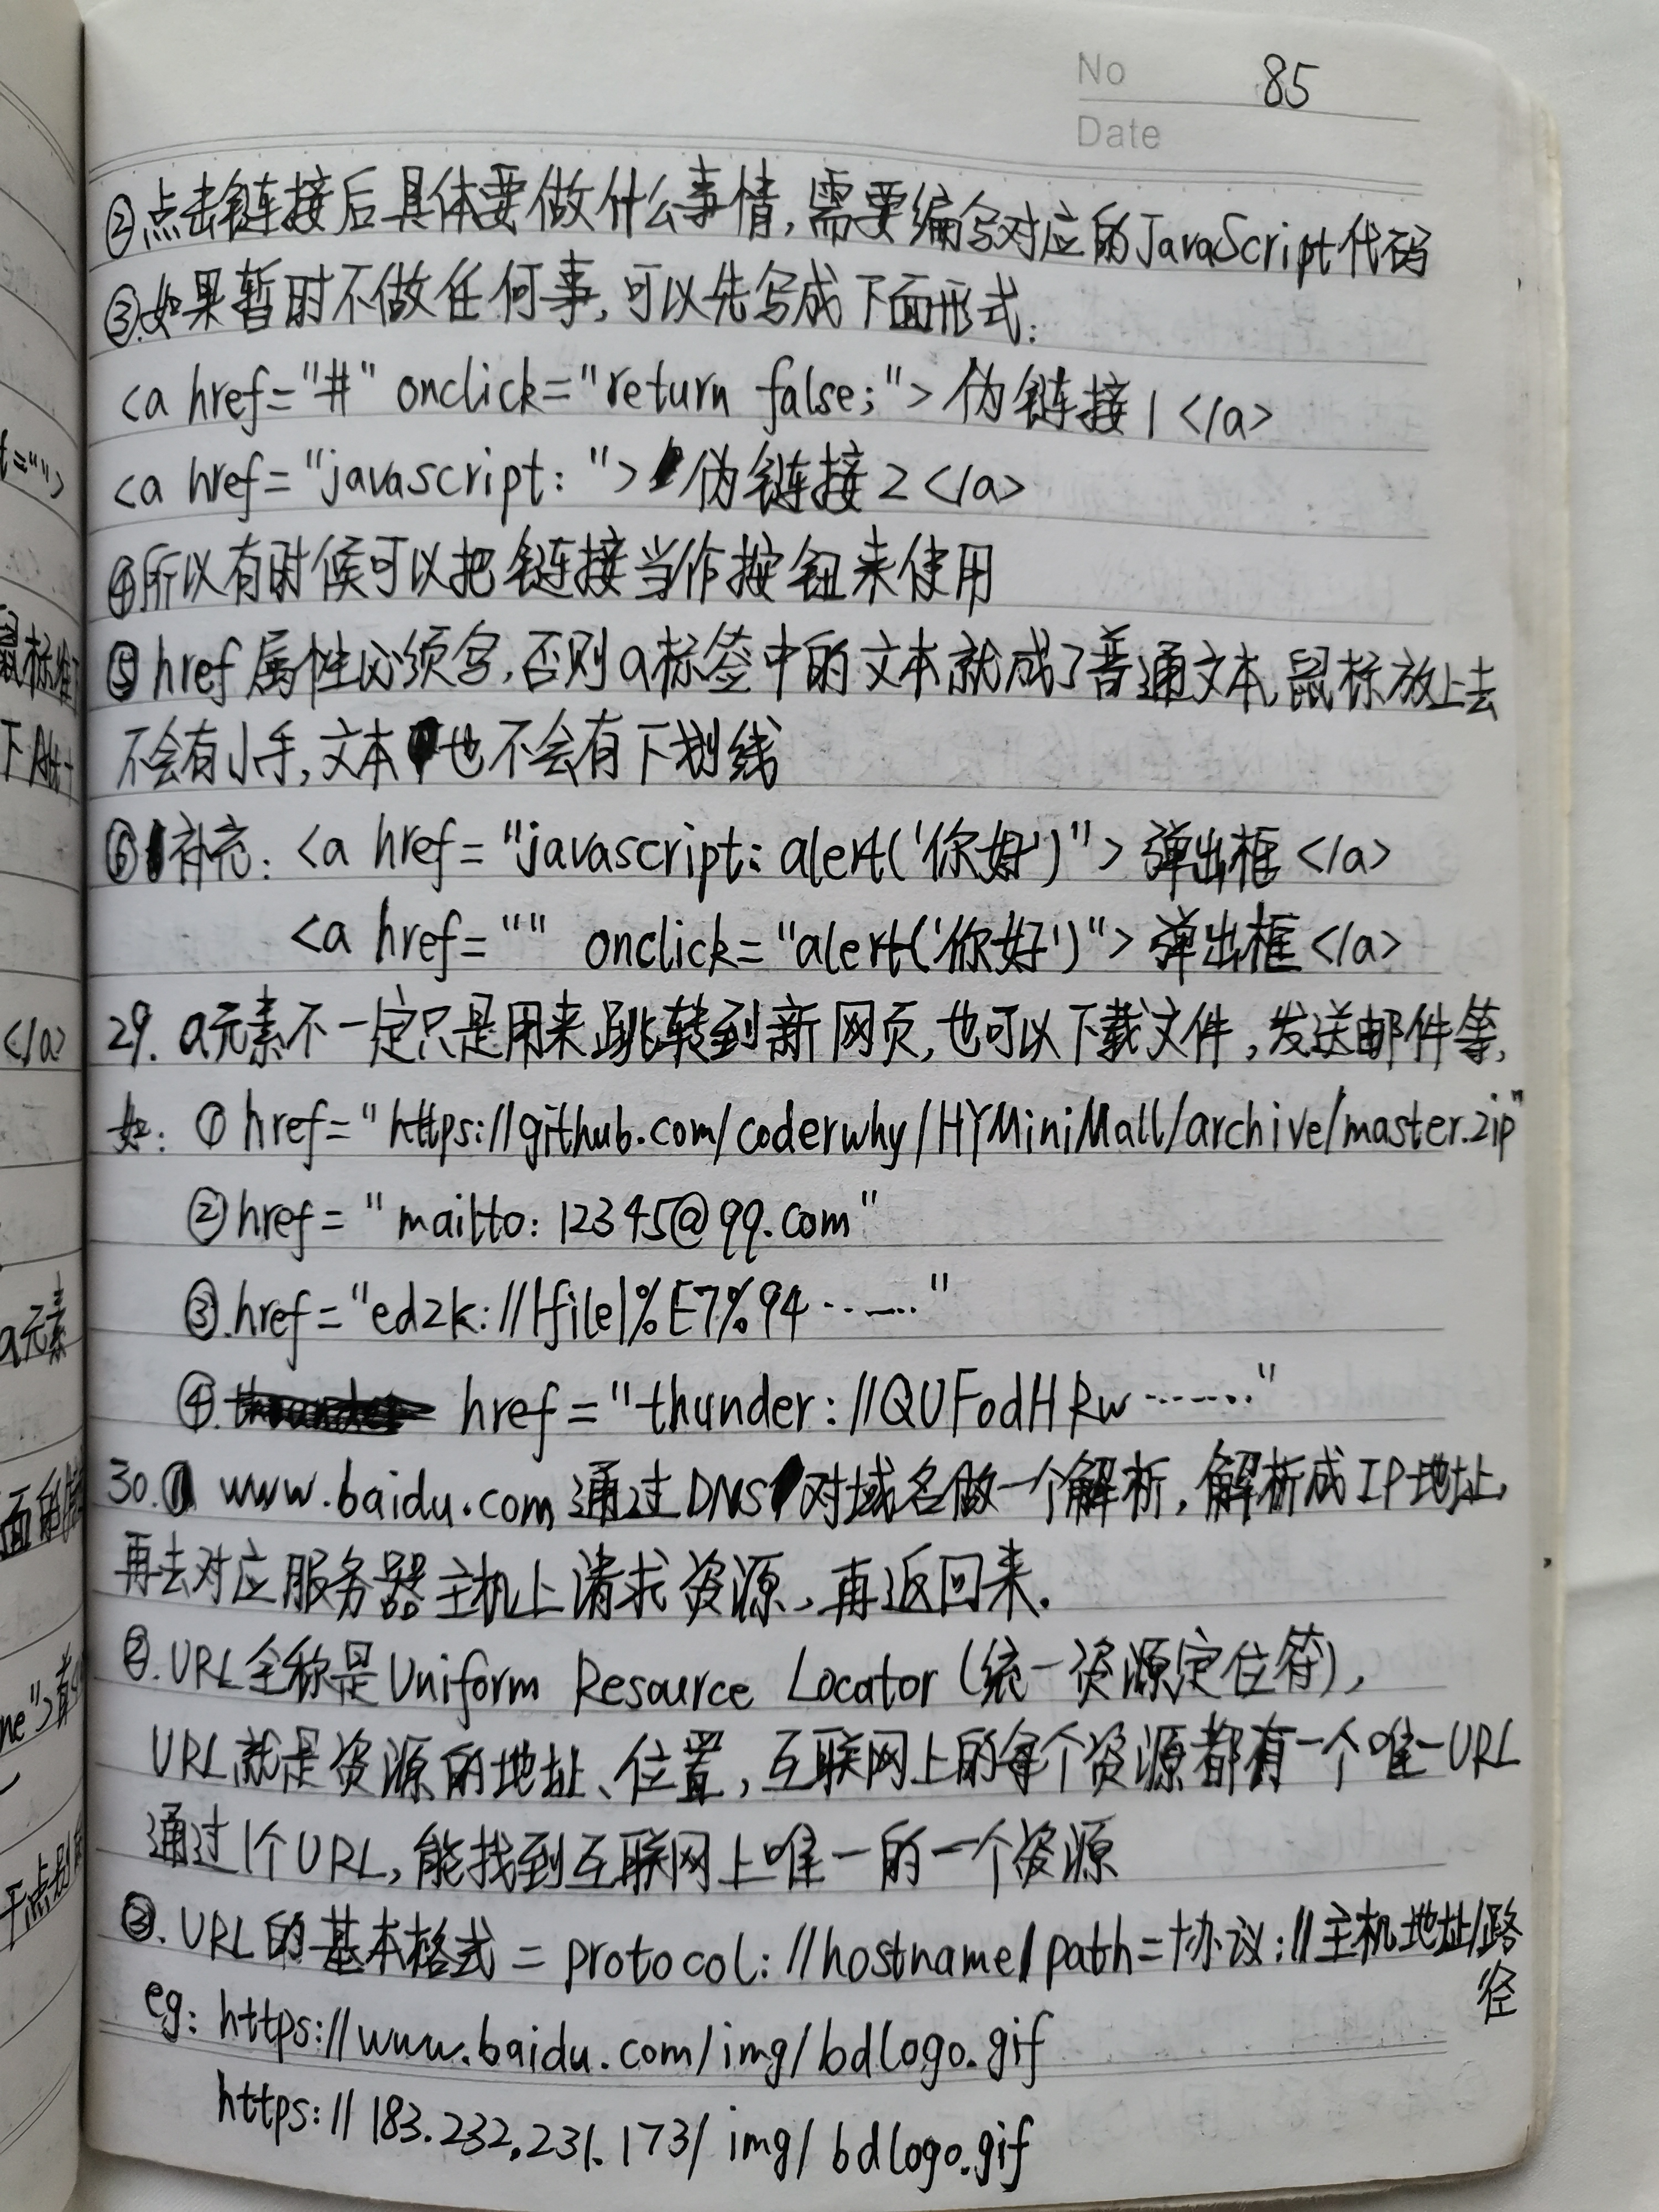 No 85
Date
②点击链接后具体要做什么事情,需要编写对应的JavaScript代码
③.如果暂时不做任何事,可以先写成下面形式:
<a href="#" onclick="return false;">伪链接1</a>
<a href="javascript: ">伪链接2</a>
④所以有时候可以把链接当作按钮来使用
⑤href属性必须写,否则a标签中的文本就成了普通文本,鼠标放上去
不会有小手,文本也不会有下划线
⑥补充: <a href="javascript: alert('你好')">弹出框</a>
<a href="" onclick="alert('你好')">弹出框</a>
29. a元素不一定只是用来跳转到新网页,也可以下载文件,发送邮件等,
如: ① href="https://github.com/coderwhy/HYMiniMall/archive/master.zip"
②href="mailto: 12345@qq.com"
③.href="ed2k://|file|%E7%94······"
④. href="thunder://QUFodHRw·······"
30.① www.baidu.com通过DNS对域名做一个解析,解析成IP地址,
再去对应服务器主机上请求资源,再返回来.
②.URL全称是Uniform Resource Locator(统一资源定位符),
URL就是资源的地址、位置,互联网上的每个资源都有一个唯一URL
通过1个URL,能找到互联网上唯一的一个资源
③.URL的基本格式=protocol://hostname/path=协议://主机地址/路
径
eg: https://www.baidu.com/img/bdlogo.gif
https://183.232.231.173/img/bdlogo.gif
t="">
鼠标
</a>
a元素